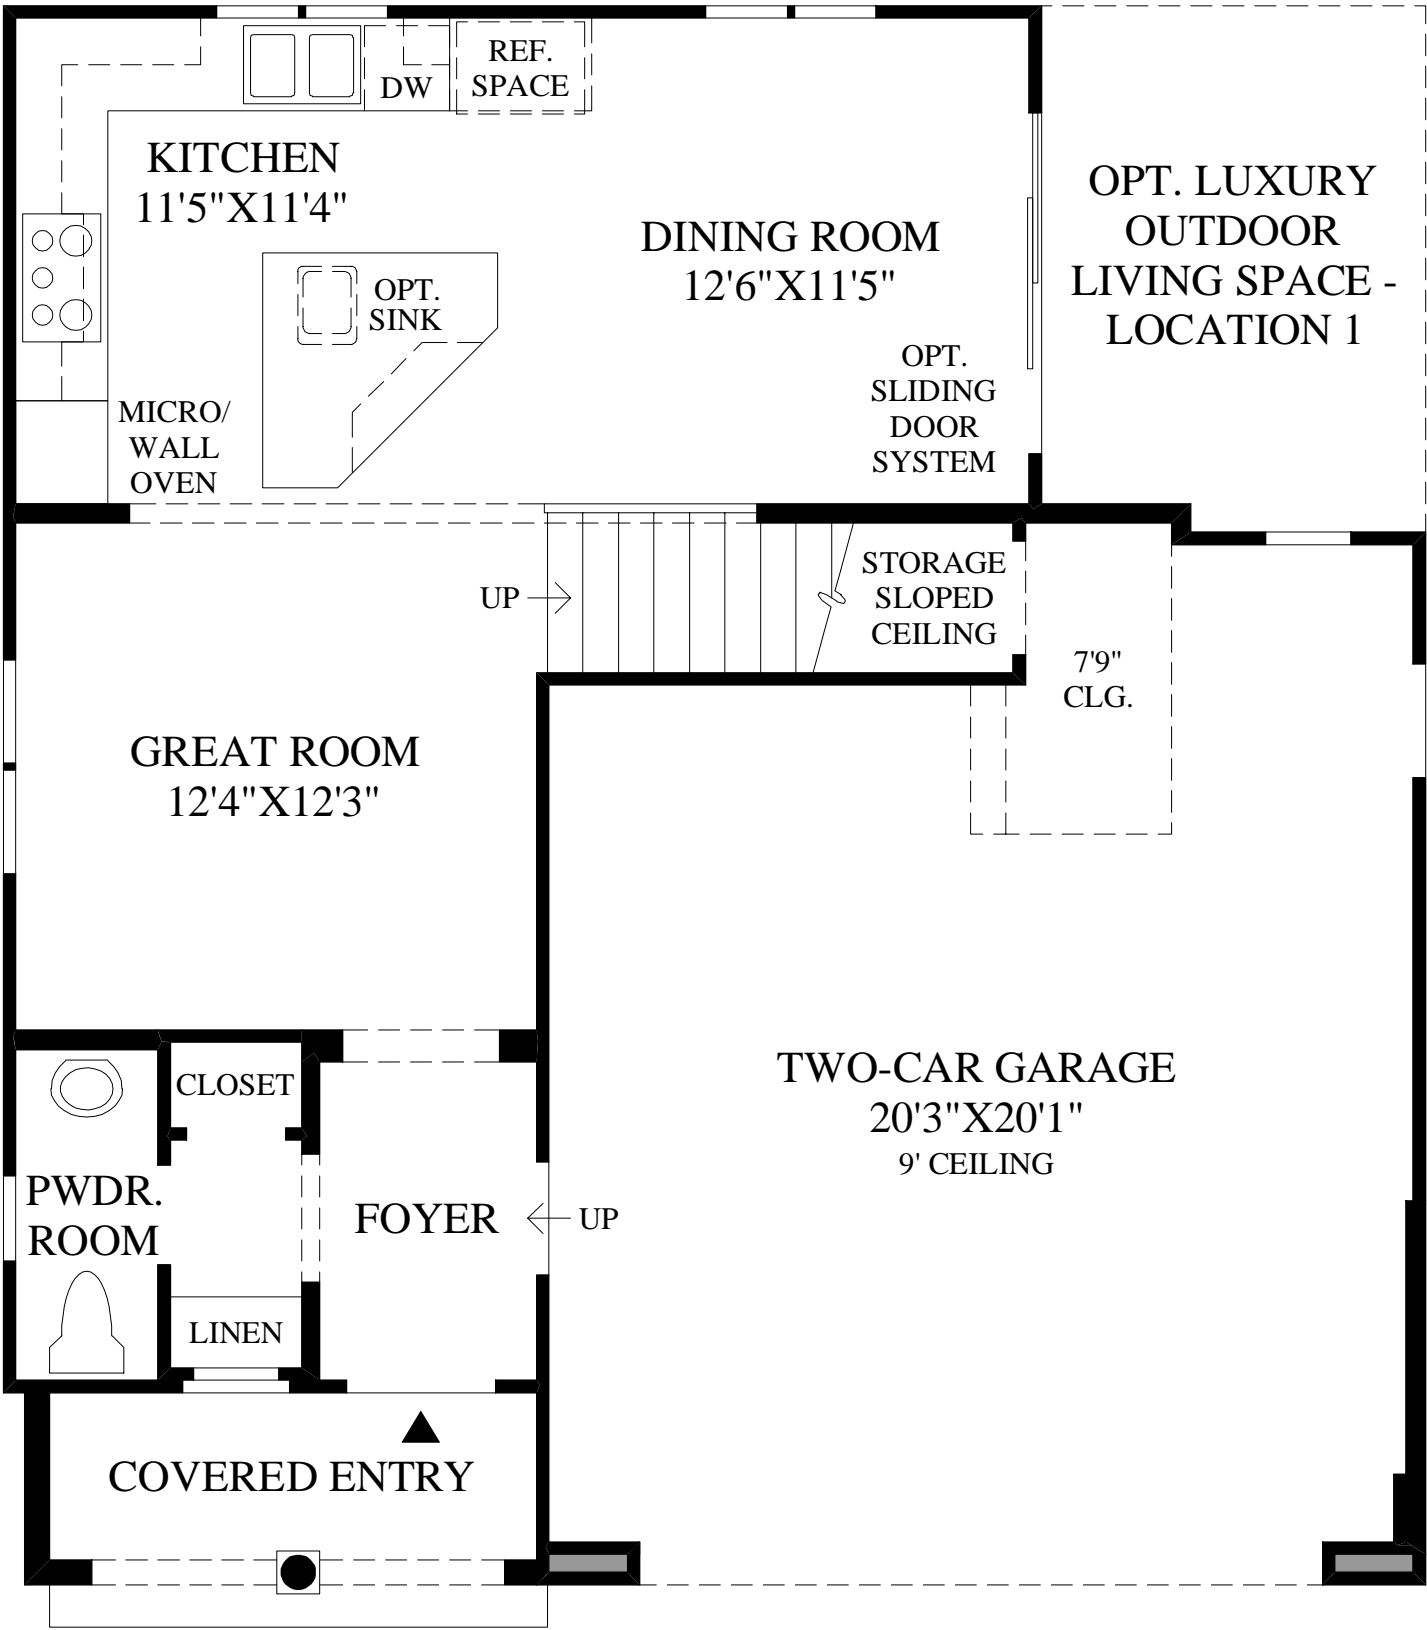 REF.
SPACE
DW
KITCHEN
11'5"X11'4"
OPT. LUXURY
OUTDOOR
LIVING SPACE -
LOCATION 1
DINING ROOM
12'6"X11'5"
OPT.
SINK
OPT.
SLIDING
DOOR
SYSTEM
MICRO/
WALL
OVEN
UP
STORAGE
SLOPED
CEILING
7'9"
CLG.
GREAT ROOM
12'4"X12'3"
TWO-CAR GARAGE
20'3"X20'1"
9' CEILING
CLOSET
PWDR.
ROOM
FOYER
UP
LINEN
COVERED ENTRY